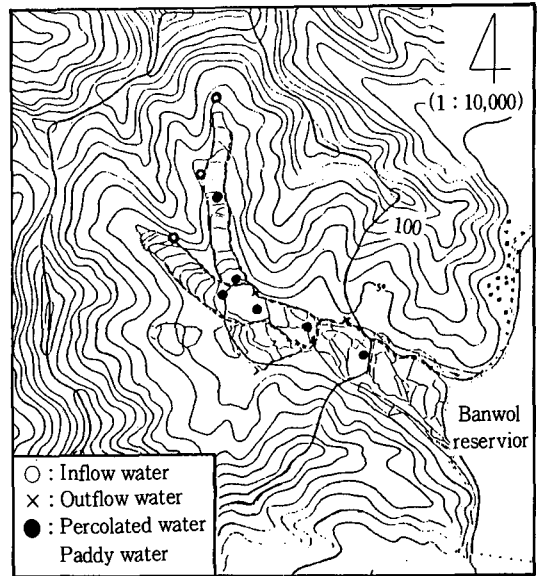 4
(1 : 10,000)
100
Banwol
reservior
○ : Inflow water
× : Outflow water
● : Percolated water
Paddy water